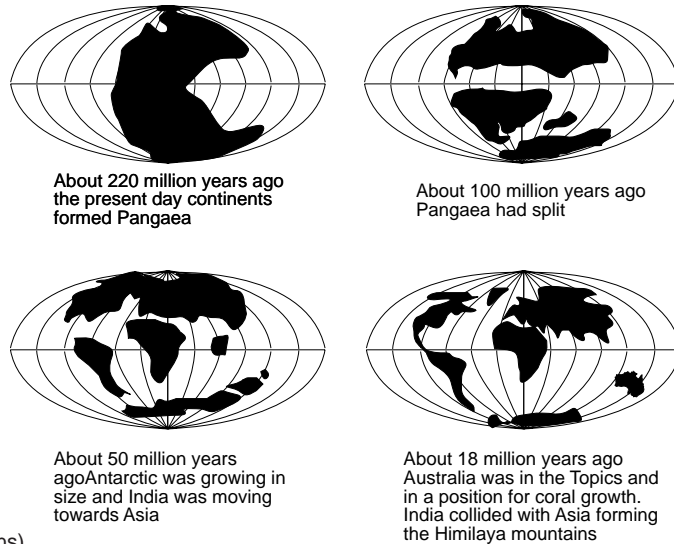 About 220 million years ago
the present day continents
formed Pangaea
About 100 million years ago
Pangaea had split
About 50 million years
agoAntarctic was growing in
size and India was moving
towards Asia
About 18 million years ago
Australia was in the Topics and
in a position for coral growth.
India collided with Asia forming
the Himilaya mountains